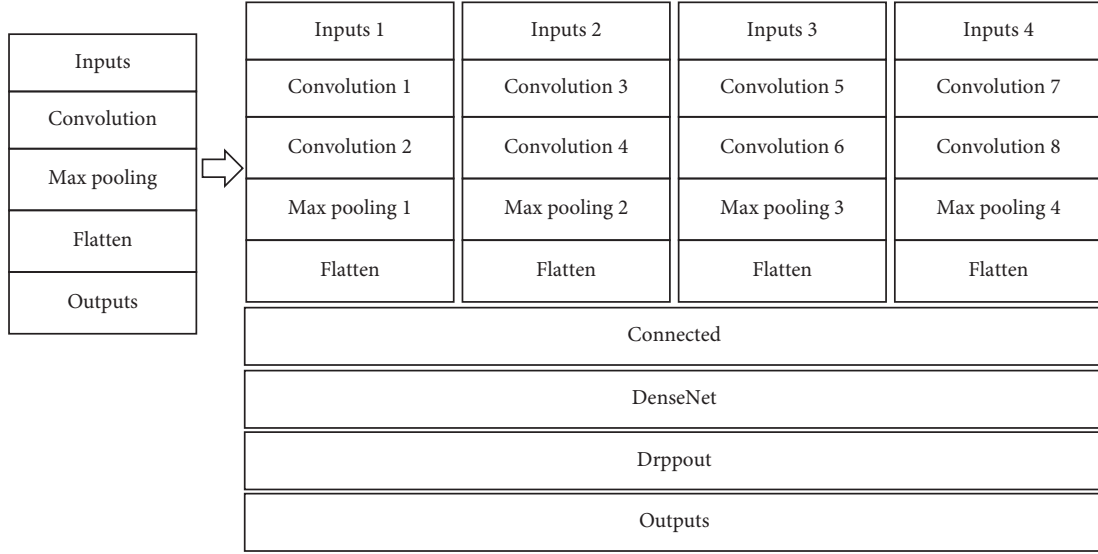 Inputs
Convolution
Max pooling
Flatten
Outputs
Inputs 1
Convolution 1
Convolution 2
Max pooling 1
Flatten
Inputs 2
Convolution 3
Convolution 4
Max pooling 2
Flatten
Inputs 3
Convolution 5
Convolution 6
Max pooling 3
Flatten
Inputs 4
Convolution 7
Convolution 8
Max pooling 4
Flatten
Connected
DenseNet
Drppout
Outputs